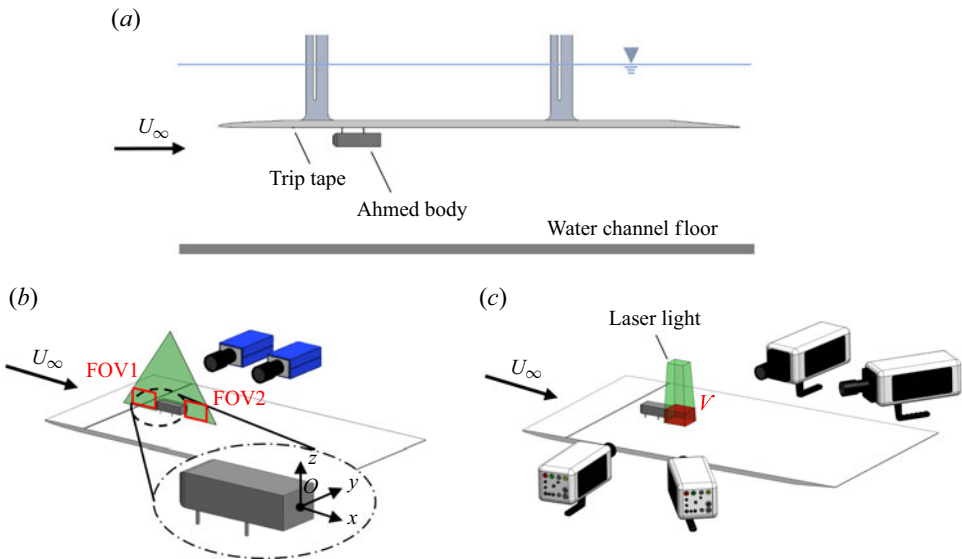 (a)
U∞
Trip tape
Ahmed body
Water channel floor
(b)
U∞
FOV1
FOV2
z
O
y
x
(c)
Laser light
U∞
V